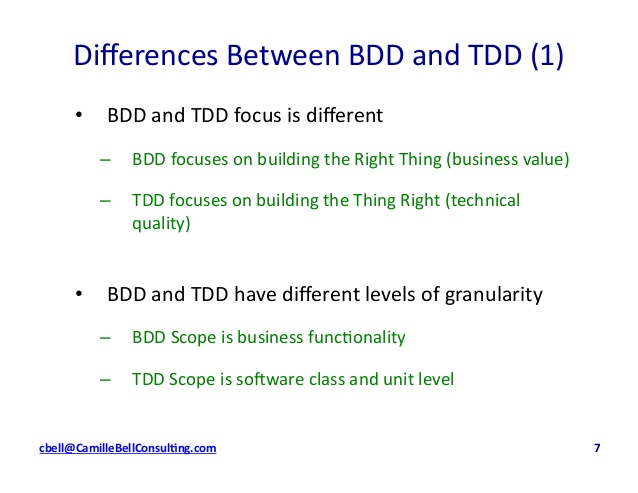 Differences Between BDD and TDD (1)
• BDD and TDD focus is different
– BDD focuses on building the Right Thing (business value)
– TDD focuses on building the Thing Right (technical
quality)
• BDD and TDD have different levels of granularity
– BDD Scope is business functionality
– TDD Scope is software class and unit level
cbell@CamilleBellConsulting.com
7